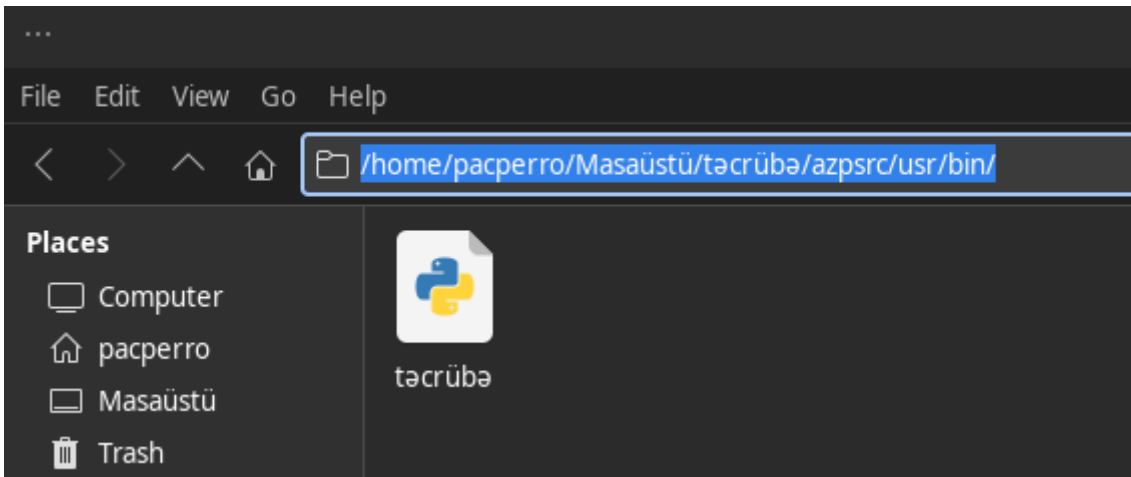 ...
File Edit View Go Help
/home/pacperro/Masaüstü/təcrübə/azpsrc/usr/bin/
Places
Computer
pacperro
Masaüstü
Trash
təcrübə